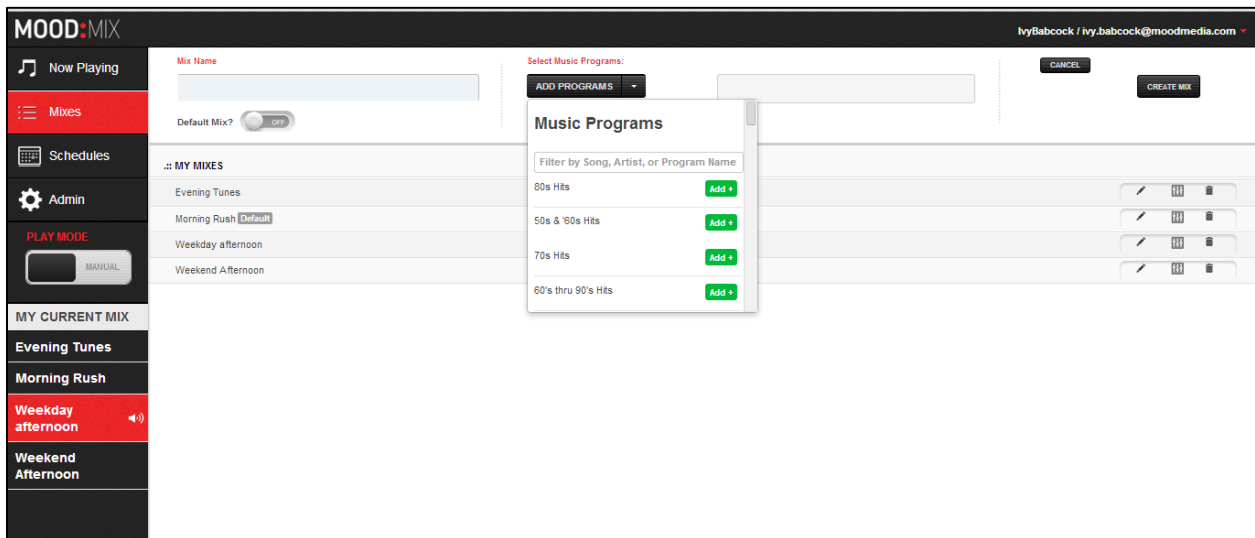 MOOD:MIX
IvyBabcock / ivy.babcock@moodmedia.com
Now Playing
Mixes
Schedules
Admin
PLAY MODE
MANUAL
MY CURRENT MIX
Evening Tunes
Morning Rush
Weekday
afternoon
Weekend
Afternoon
Mix Name
Default Mix? OFF
Select Music Programs:
ADD PROGRAMS
CANCEL
CREATE MIX
Music Programs
Filter by Song, Artist, or Program Name
80s Hits Add +
50s & '60s Hits Add +
70s Hits Add +
60's thru 90's Hits Add +
.:: MY MIXES
Evening Tunes
Morning Rush Default
Weekday afternoon
Weekend Afternoon